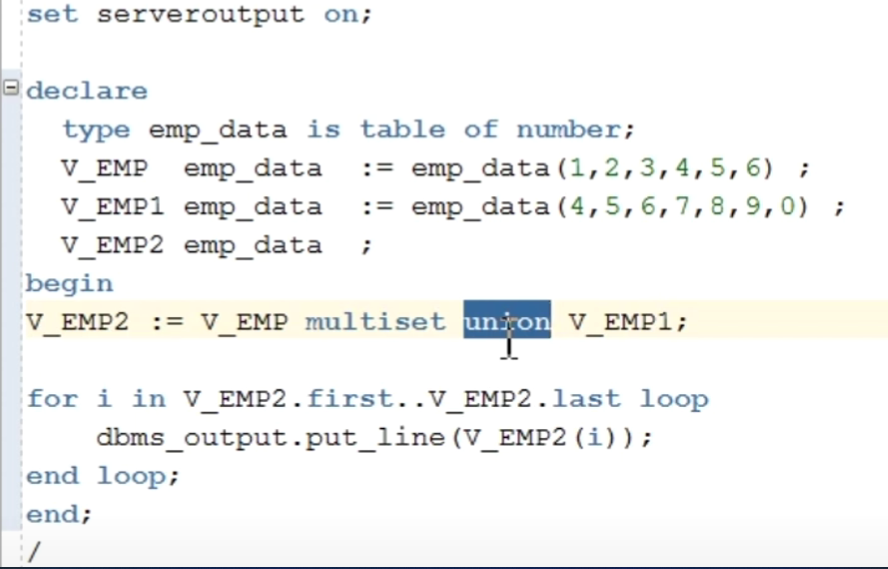 set serveroutput on;
declare
type emp_data is table of number;
V_EMP emp_data := emp_data(1,2,3,4,5,6) ;
V_EMP1 emp_data := emp_data(4,5,6,7,8,9,0) ;
V_EMP2 emp_data ;
begin
V_EMP2 := V_EMP multiset union V_EMP1;
for i in V_EMP2.first..V_EMP2.last loop
dbms_output.put_line(V_EMP2(i));
end loop;
end;
/